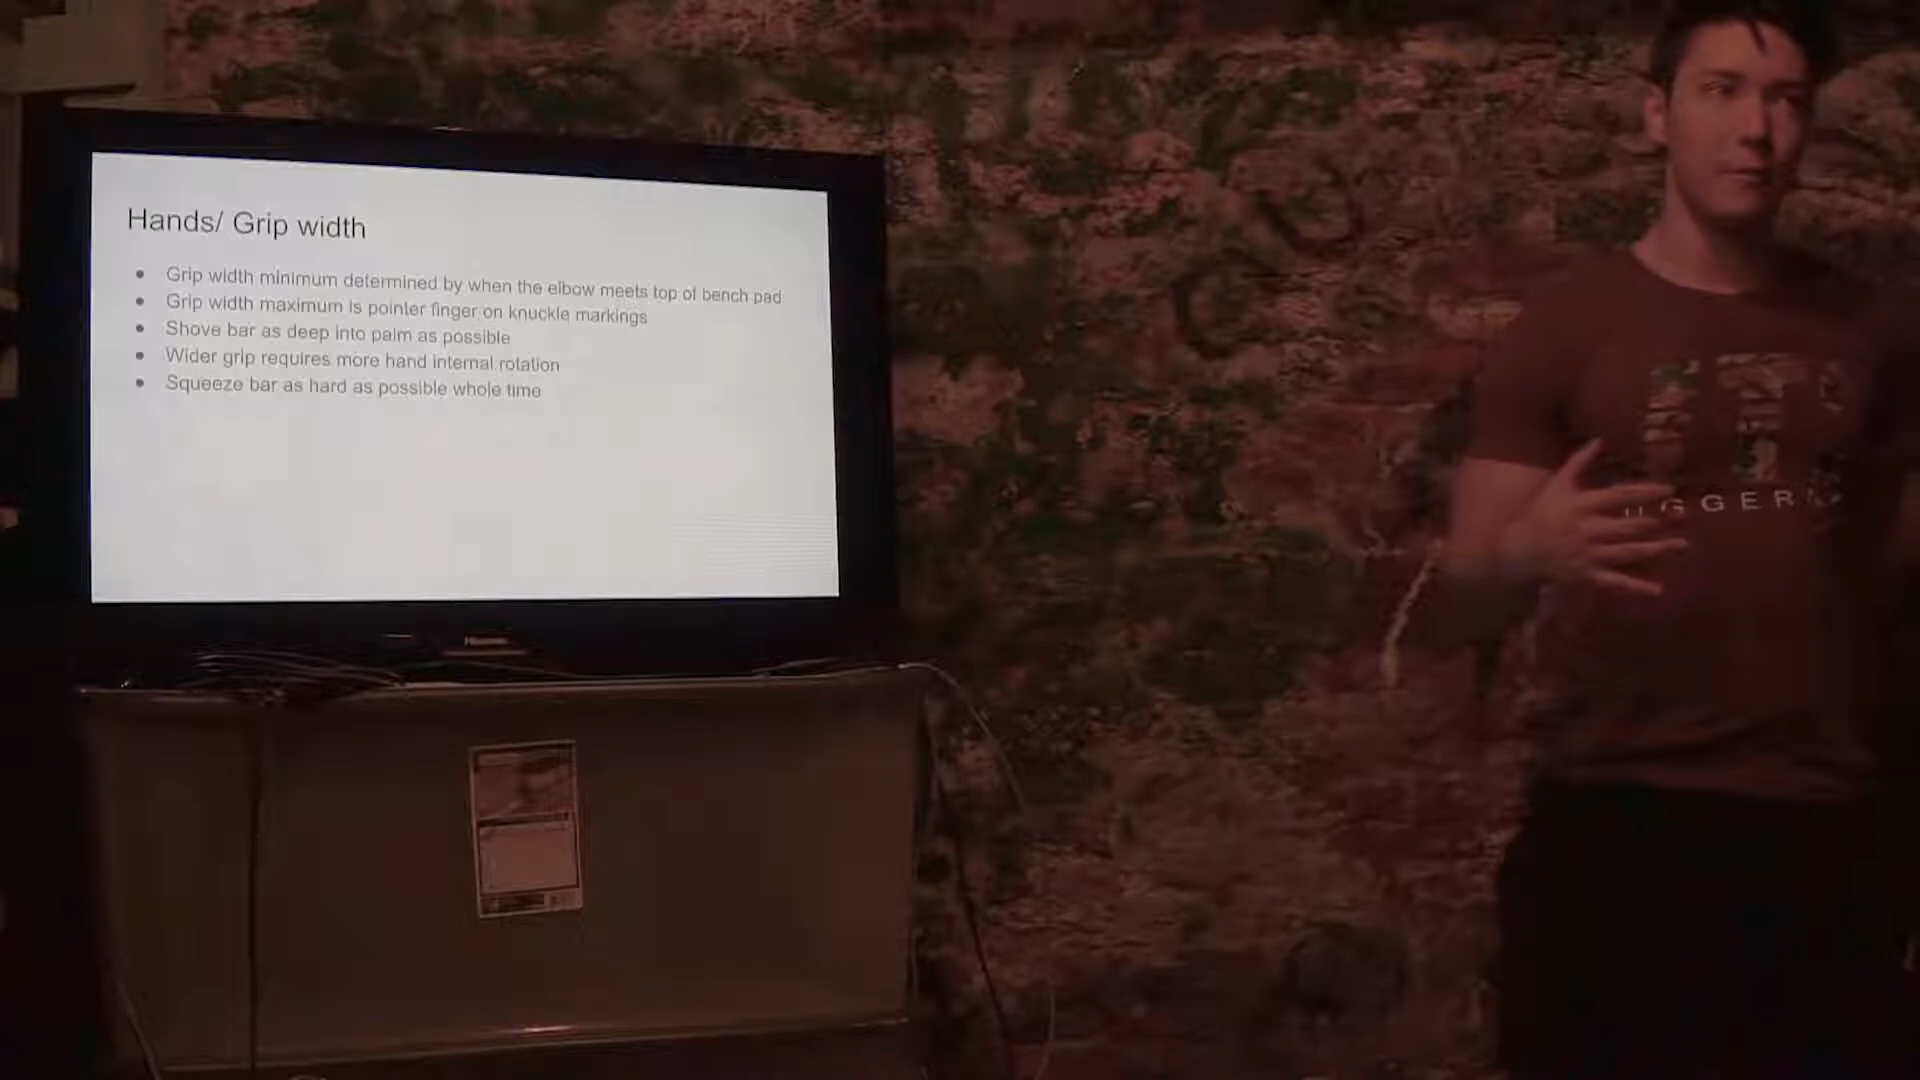 Hands/ Grip width
● Grip width minimum determined by when the elbow meets top of bench pad
● Grip width maximum is pointer finger on knuckle markings
● Shove bar as deep into palm as possible
● Wider grip requires more hand internal rotation
● Squeeze bar as hard as possible whole time